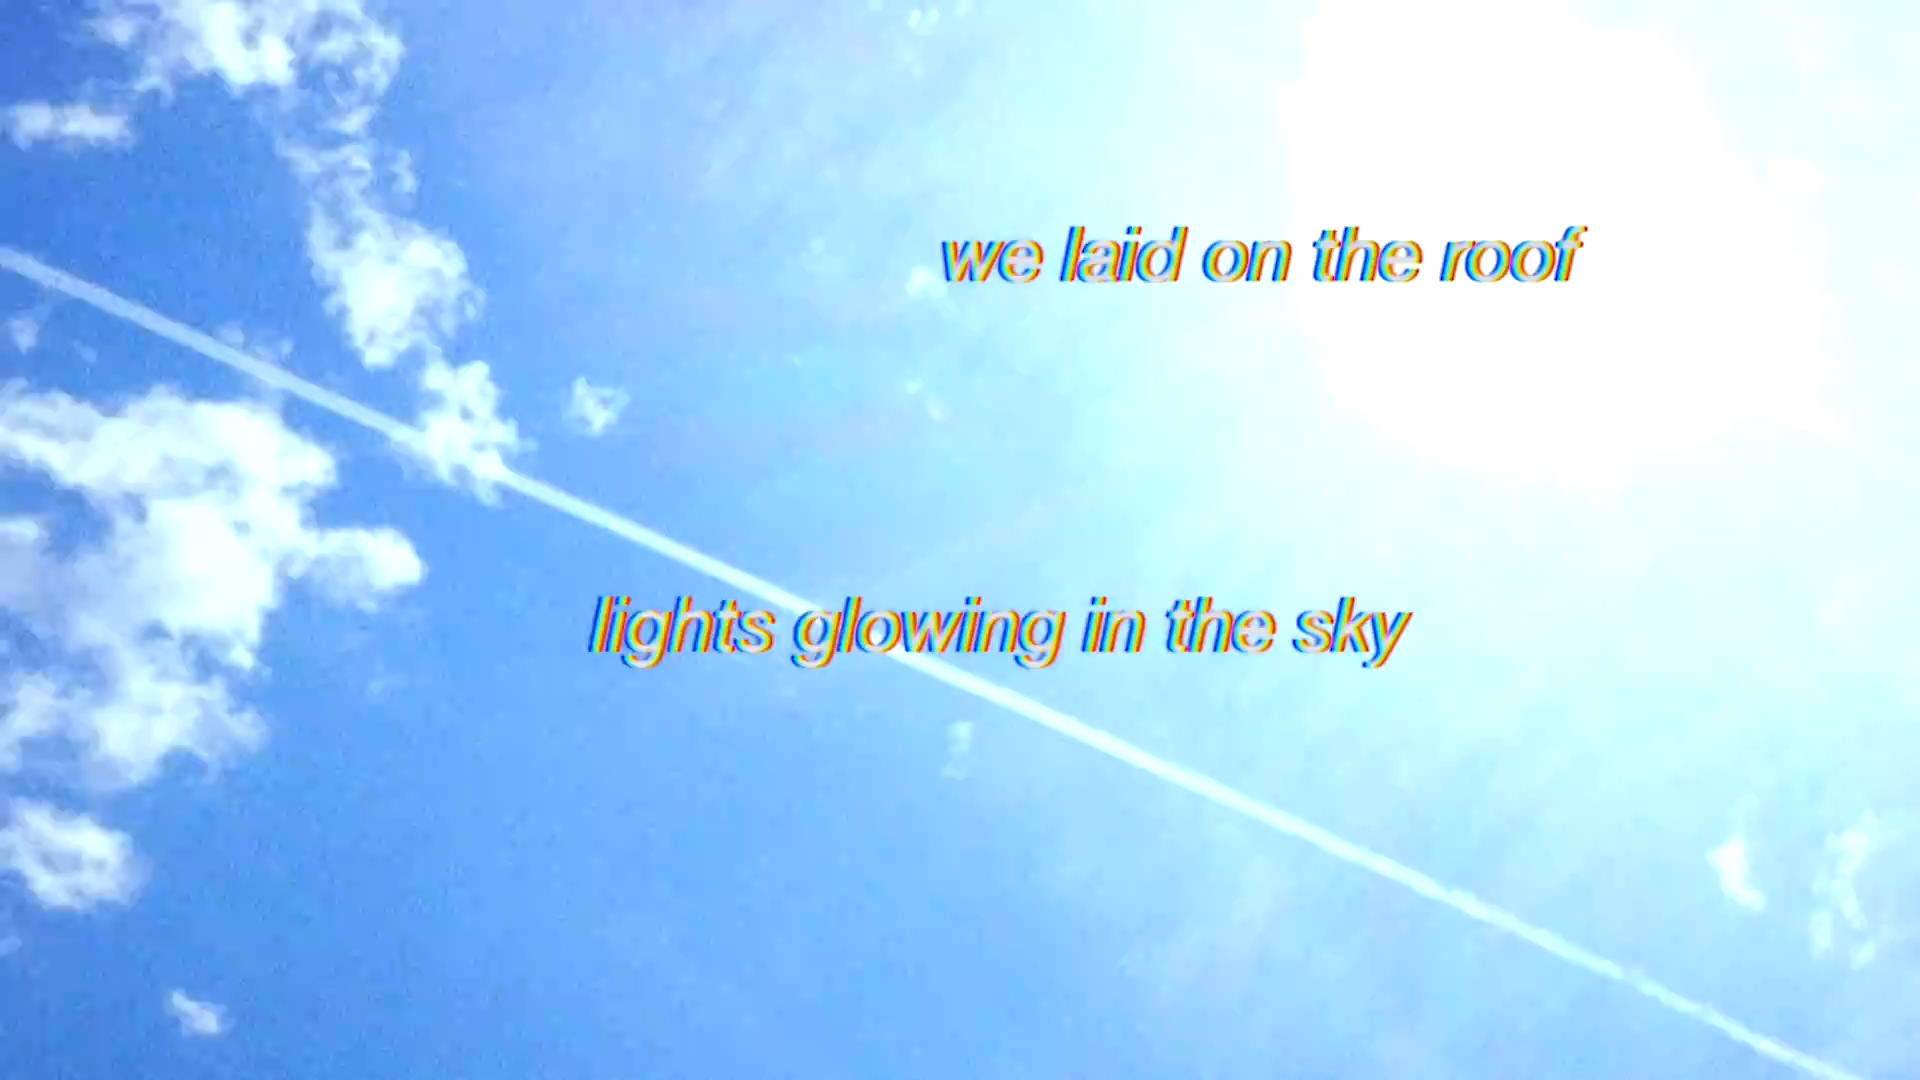 we laid on the roof
lights glowing in the sky